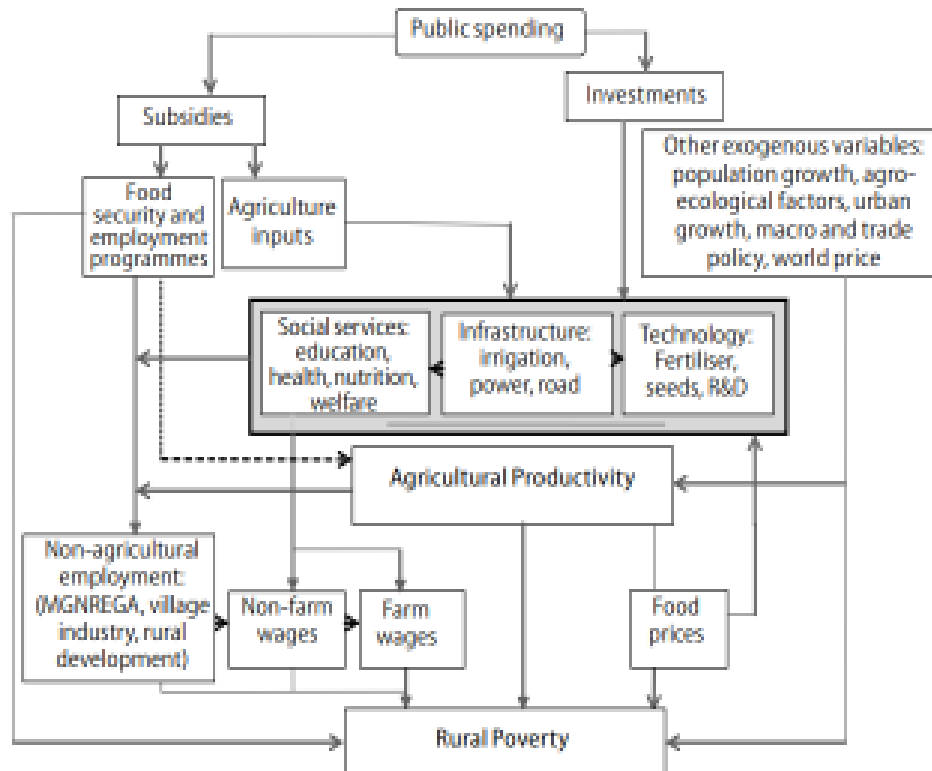 Public spending
Subsidies
Investments
Food
security and
employment
programmes
Agriculture
inputs
Other exogenous variables:
population growth, agro-
ecological factors, urban
growth, macro and trade
policy, world price
Social services:
education,
health, nutrition,
welfare
Infrastructure:
irrigation,
power, road
Technology:
Fertiliser,
seeds, R&D
Agricultural Productivity
Non-agricultural
employment:
(MGNREGA, village
industry, rural
development)
Non-farm
wages
Farm
wages
Food
prices
Rural Poverty